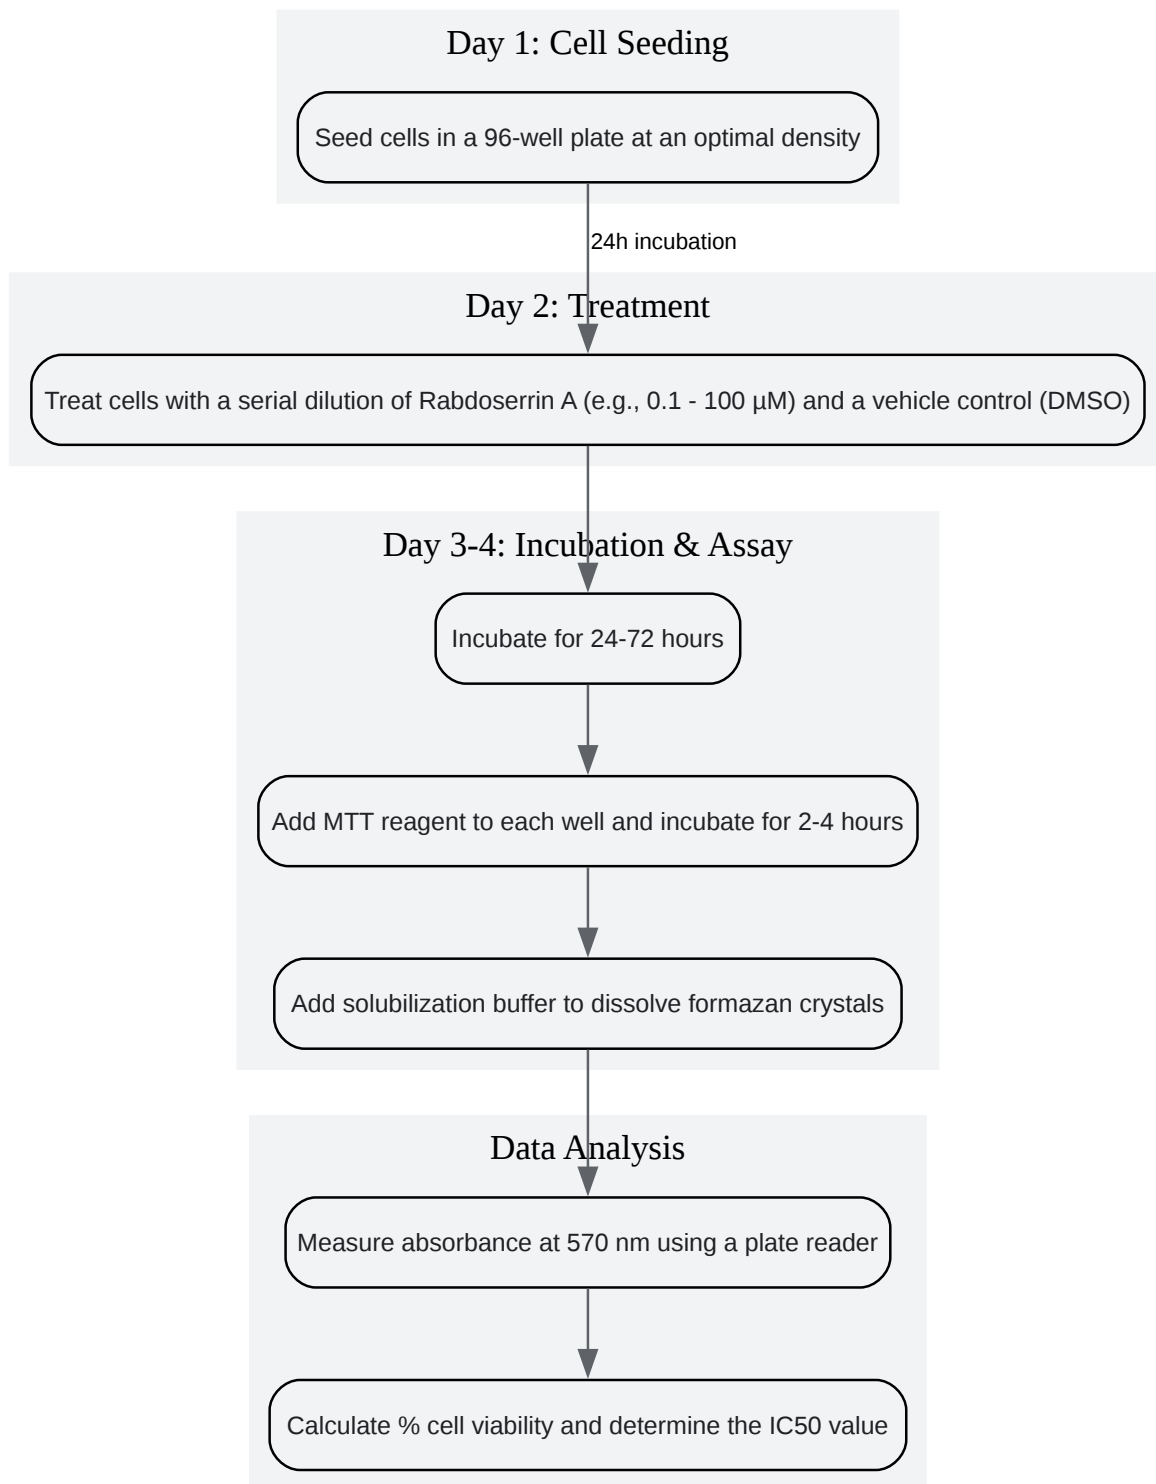 Day 1: Cell Seeding
Seed cells in a 96-well plate at an optimal density
24h incubation
Day 2: Treatment
Treat cells with a serial dilution of Rabdoserrin A (e.g., 0.1 - 100 µM) and a vehicle control (DMSO)
Day 3-4: Incubation & Assay
Incubate for 24-72 hours
Add MTT reagent to each well and incubate for 2-4 hours
Add solubilization buffer to dissolve formazan crystals
Data Analysis
Measure absorbance at 570 nm using a plate reader
Calculate % cell viability and determine the IC50 value